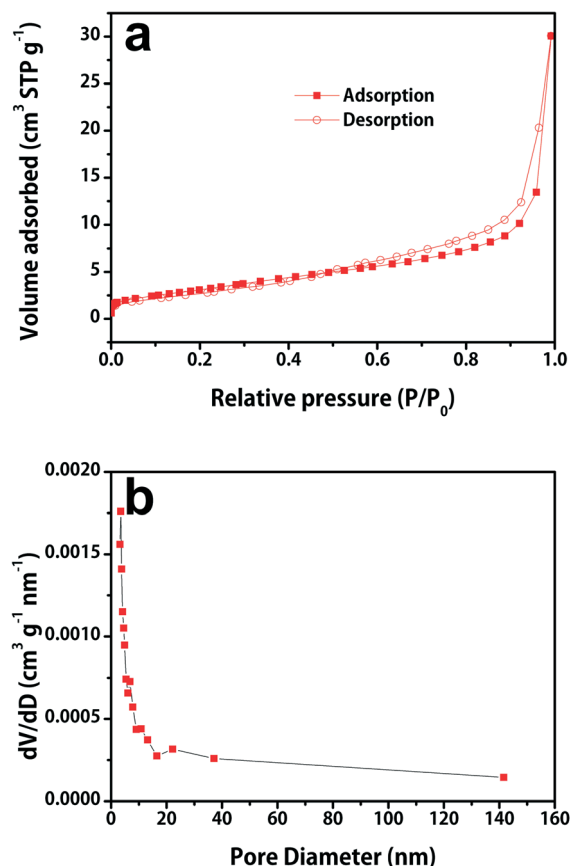 a
Volume adsorbed (cm³ STP g⁻¹)
30
25
20
15
10
5
0
Adsorption
Desorption
0.0 0.2 0.4 0.6 0.8 1.0
Relative pressure (P/P₀)
b
dV/dD (cm³ g⁻¹ nm⁻¹)
0.0020
0.0015
0.0010
0.0005
0.0000
0 20 40 60 80 100 120 140 160
Pore Diameter (nm)